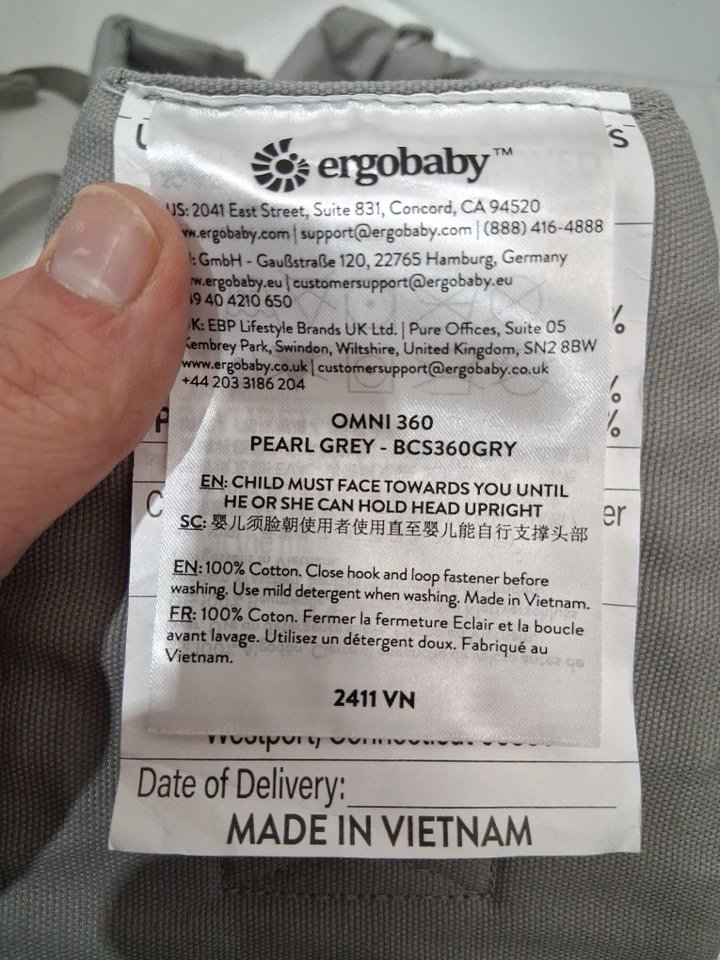 ergobaby™
US: 2041 East Street, Suite 831, Concord, CA 94520
www.ergobaby.com | support@ergobaby.com | (888) 416-4888
GmbH - Gaußstraße 120, 22765 Hamburg, Germany
www.ergobaby.eu | customersupport@ergobaby.eu
49 40 4210 650
UK: EBP Lifestyle Brands UK Ltd. | Pure Offices, Suite 05
Kembrey Park, Swindon, Wiltshire, United Kingdom, SN2 8BW
www.ergobaby.co.uk | customersupport@ergobaby.co.uk
+44 203 3186 204
OMNI 360
PEARL GREY - BCS360GRY
EN: CHILD MUST FACE TOWARDS YOU UNTIL
HE OR SHE CAN HOLD HEAD UPRIGHT
SC: 婴儿须脸朝使用者使用直至婴儿能自行支撑头部
EN: 100% Cotton. Close hook and loop fastener before
washing. Use mild detergent when washing. Made in Vietnam.
FR: 100% Coton. Fermer la fermeture Eclair et la boucle
avant lavage. Utilisez un détergent doux. Fabriqué au
Vietnam.
2411 VN
Date of Delivery:
MADE IN VIETNAM